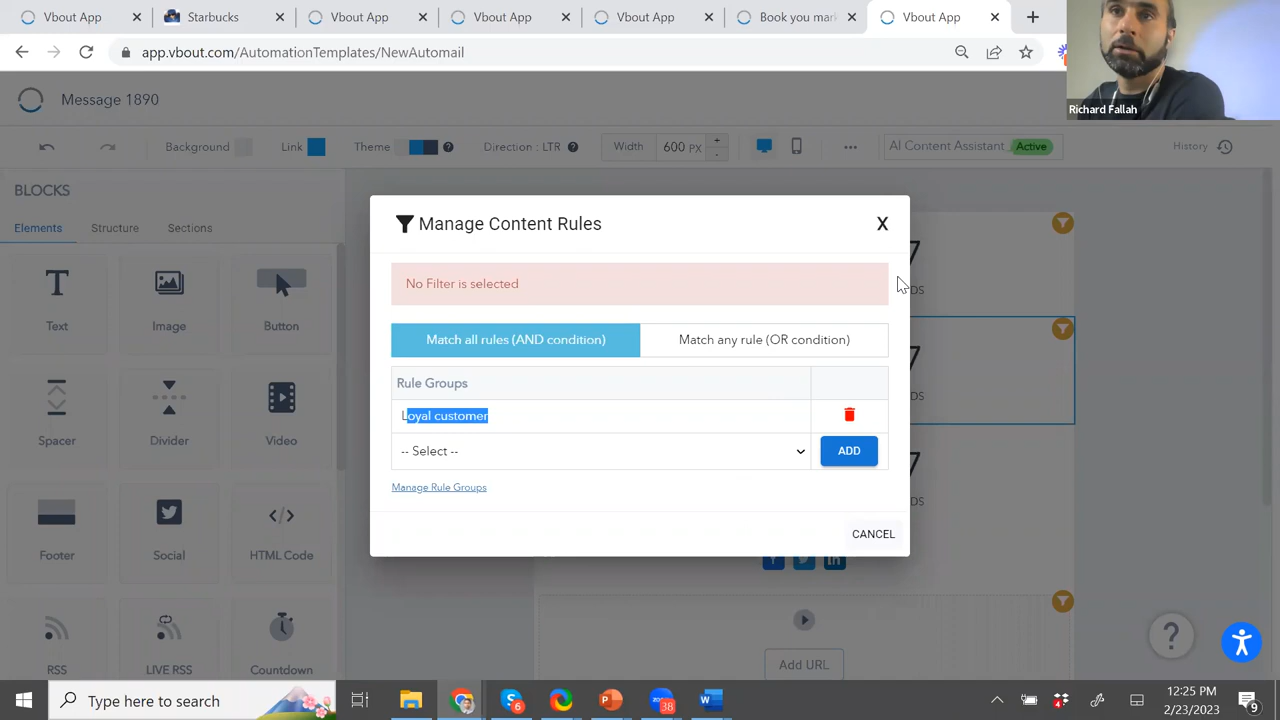 Vbout App
Starbucks
Vbout App
Vbout App
Vbout App
Book you mar
Vbout App
app.vbout.com/AutomationTemplates/NewAutomail
Richard Fallah
Message 1890
Background
Link
Theme
Direction : LTR
Width
600 PX
AI Content Assistant
Active
History
BLOCKS
Elements
Structure
Sections
Text
Image
Button
Spacer
Divider
Video
Footer
Social
HTML Code
RSS
LIVE RSS
Countdown
Manage Content Rules
X
No Filter is selected
Match all rules (AND condition)
Match any rule (OR condition)
Rule Groups
Loyal customer
-- Select --
ADD
Manage Rule Groups
CANCEL
Add URL
Type here to search
6
38
4
12:25 PM
2/23/2023
9